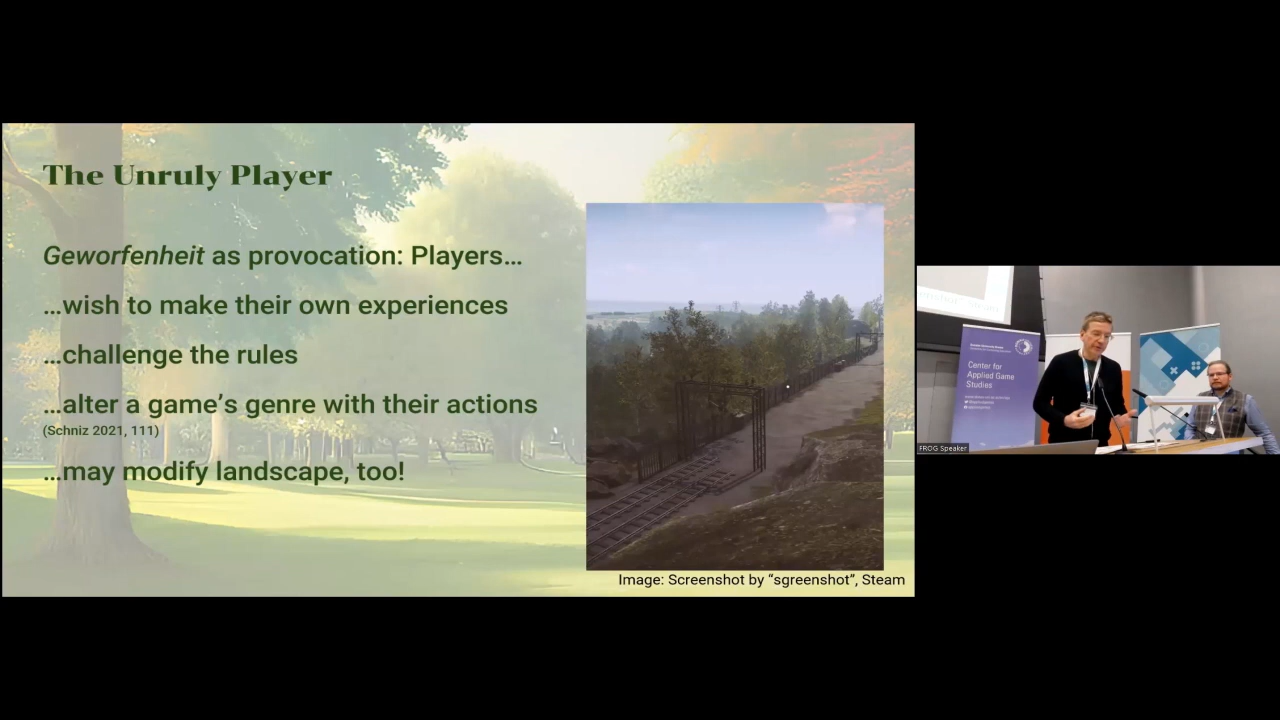 The Unruly Player
Geworfenheit as provocation: Players…
…wish to make their own experiences
…challenge the rules
…alter a game’s genre with their actions
(Schniz 2021, 111)
…may modify landscape, too!
Image: Screenshot by “sgreenshot”, Steam
Center for
Applied Game
Studies
FROG Speaker